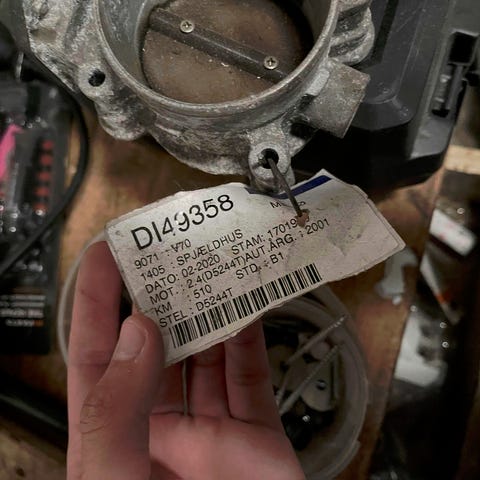 DI49358
9071 : V70
1405 : SPJÆLDHUS
DATO : 02-2020 STAM: 17019
MOT : 2.4(D5244T)AUT ÅRG.: 2001
KM : 510 STD. : B1
STEL : D5244T